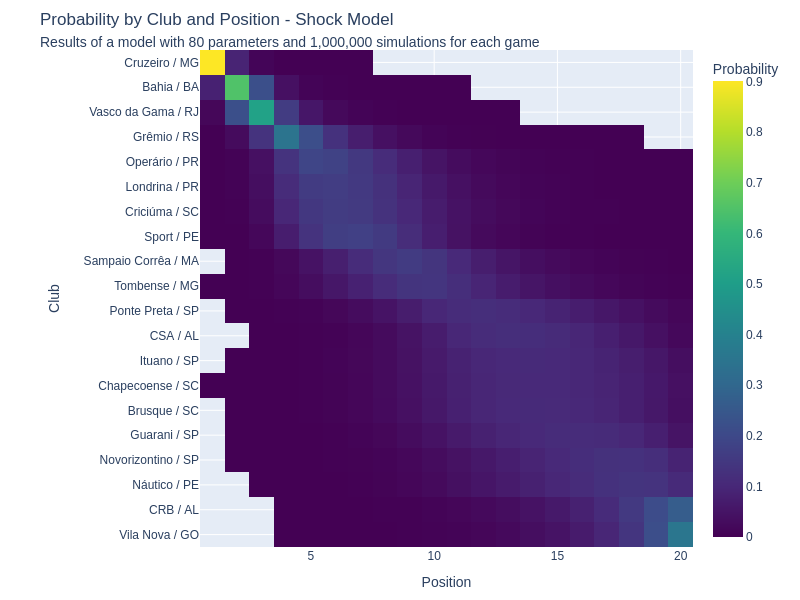 Probability by Club and Position - Shock Model
Results of a model with 80 parameters and 1,000,000 simulations for each game
Probability
Cruzeiro / MG
Bahia / BA
Vasco da Gama / RJ
Grêmio / RS
Operário / PR
Londrina / PR
Criciúma / SC
Sport / PE
Sampaio Corrêa / MA
Tombense / MG
Ponte Preta / SP
CSA / AL
Ituano / SP
Chapecoense / SC
Brusque / SC
Guarani / SP
Novorizontino / SP
Náutico / PE
CRB / AL
Vila Nova / GO
Club
5
10
15
20
Position
0.9
0.8
0.7
0.6
0.5
0.4
0.3
0.2
0.1
0